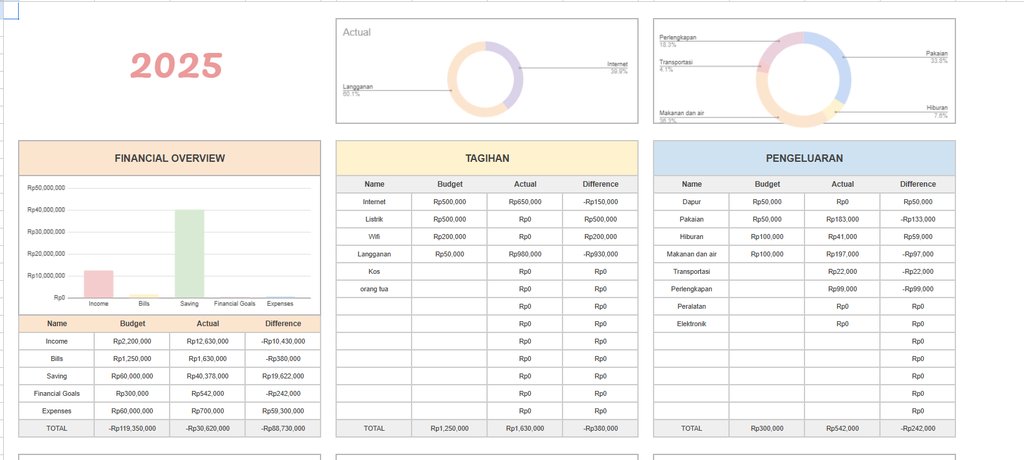 2025
Actual
Internet
39.9%
Langganan
60.1%
Perlengkapan
18.3%
Transportasi
4.1%
Makanan dan air
36.3%
Pakaian
33.8%
Hiburan
7.6%
FINANCIAL OVERVIEW
Rp50,000,000
Rp40,000,000
Rp30,000,000
Rp20,000,000
Rp10,000,000
Rp0
Income Bills Saving Financial Goals Expenses
Name Budget Actual Difference
Income Rp2,200,000 Rp12,630,000 -Rp10,430,000
Bills Rp1,250,000 Rp1,630,000 -Rp380,000
Saving Rp60,000,000 Rp40,378,000 Rp19,622,000
Financial Goals Rp300,000 Rp542,000 -Rp242,000
Expenses Rp60,000,000 Rp700,000 Rp59,300,000
TOTAL -Rp119,350,000 -Rp30,620,000 -Rp88,730,000
TAGIHAN
Name Budget Actual Difference
Internet Rp500,000 Rp650,000 -Rp150,000
Listrik Rp500,000 Rp0 Rp500,000
Wifi Rp200,000 Rp0 Rp200,000
Langganan Rp50,000 Rp980,000 -Rp930,000
Kos Rp0 Rp0
orang tua Rp0 Rp0
Rp0 Rp0
Rp0 Rp0
Rp0 Rp0
Rp0 Rp0
Rp0 Rp0
Rp0 Rp0
Rp0 Rp0
TOTAL Rp1,250,000 Rp1,630,000 -Rp380,000
PENGELUARAN
Name Budget Actual Difference
Dapur Rp50,000 Rp0 Rp50,000
Pakaian Rp50,000 Rp183,000 -Rp133,000
Hiburan Rp100,000 Rp41,000 Rp59,000
Makanan dan air Rp100,000 Rp197,000 -Rp97,000
Transportasi Rp22,000 -Rp22,000
Perlengkapan Rp99,000 -Rp99,000
Peralatan Rp0 Rp0
Elektronik Rp0 Rp0
Rp0
Rp0
Rp0
Rp0
Rp0
TOTAL Rp300,000 Rp542,000 -Rp242,000